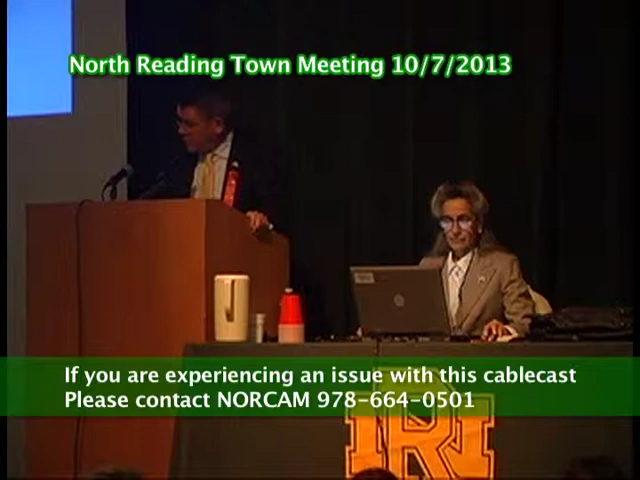 North Reading Town Meeting 10/7/2013
If you are experiencing an issue with this cablecast
Please contact NORCAM 978-664-0501